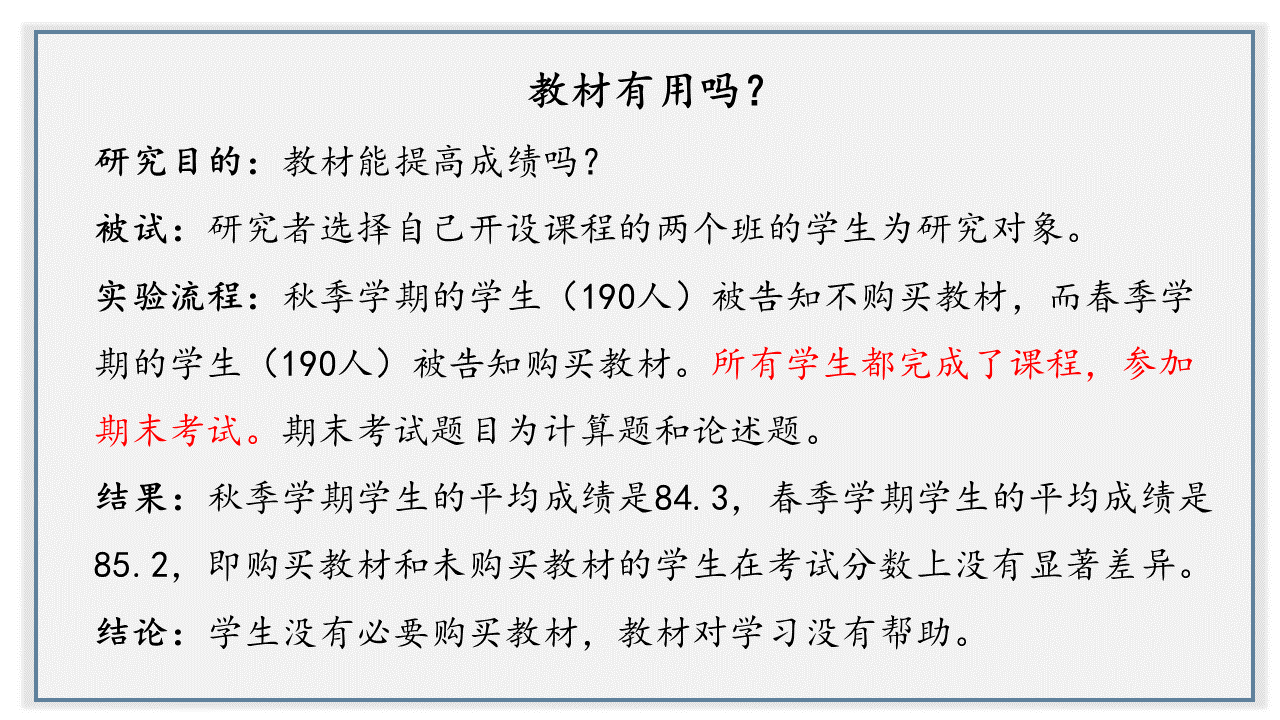 教材有用吗？
研究目的：教材能提高成绩吗？
被试：研究者选择自己开设课程的两个班的学生为研究对象。
实验流程：秋季学期的学生（190人）被告知不购买教材，而春季学
期的学生（190人）被告知购买教材。所有学生都完成了课程，参加
期末考试。期末考试题目为计算题和论述题。
结果：秋季学期学生的平均成绩是84.3，春季学期学生的平均成绩是
85.2，即购买教材和未购买教材的学生在考试分数上没有显著差异。
结论：学生没有必要购买教材，教材对学习没有帮助。